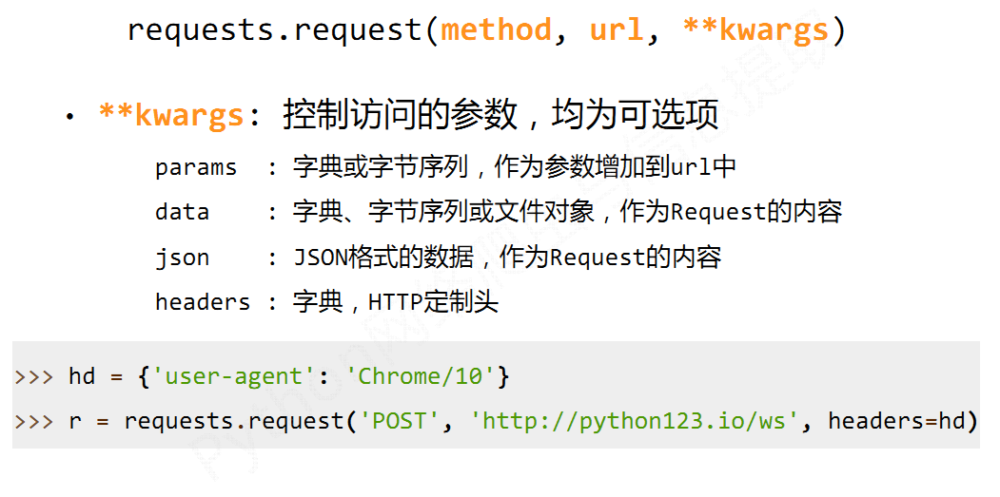 requests.request(method, url, **kwargs)
• **kwargs: 控制访问的参数，均为可选项
params : 字典或字节序列，作为参数增加到url中
data : 字典、字节序列或文件对象，作为Request的内容
json : JSON格式的数据，作为Request的内容
headers : 字典，HTTP定制头
>>> hd = {'user-agent': 'Chrome/10'}
>>> r = requests.request('POST', 'http://python123.io/ws', headers=hd)